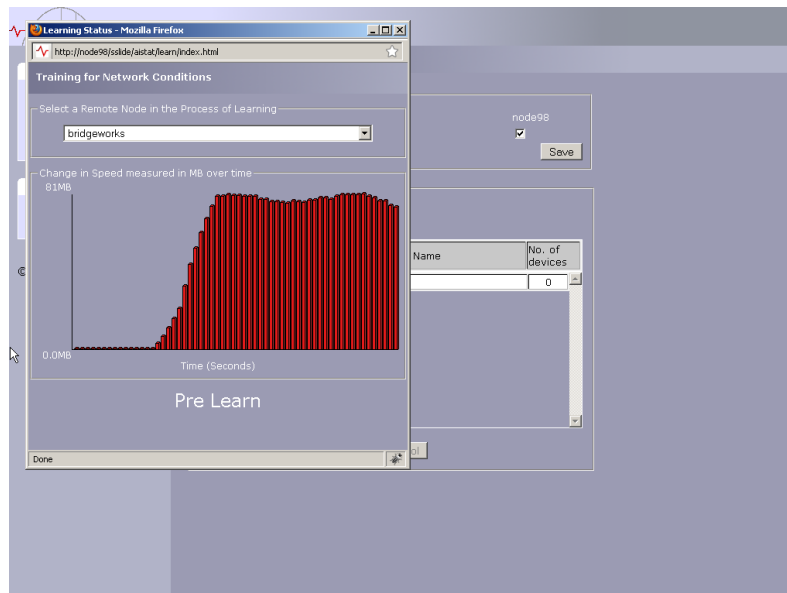 Learning Status - Mozilla Firefox
http://node98/sslide/aistat/learn/index.html
Training for Network Conditions
Select a Remote Node in the Process of Learning
bridgeworks
Change in Speed measured in MB over time
81MB
0.0MB
Time (Seconds)
Pre Learn
Done
node98
Save
Name
No. of
devices
0
ol
©